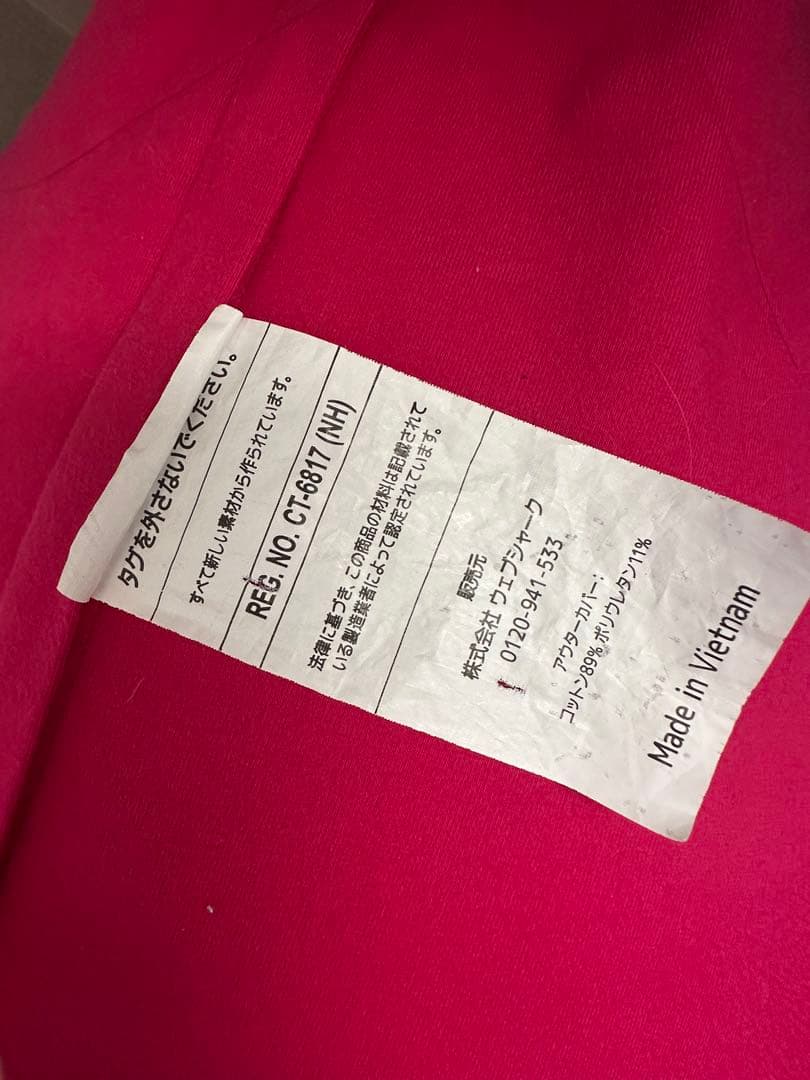 タグを外さないでください。
すべて新しい素材から作られています。
REG. NO. CT-6817 (NH)
法律に基づき、この商品の材料は記載されて
いる製造業者によって認定されています。
販売元
株式会社 ウェブシャーク
0120-941-533
アウターカバー:
コットン89% ポリウレタン11%
Made in Vietnam